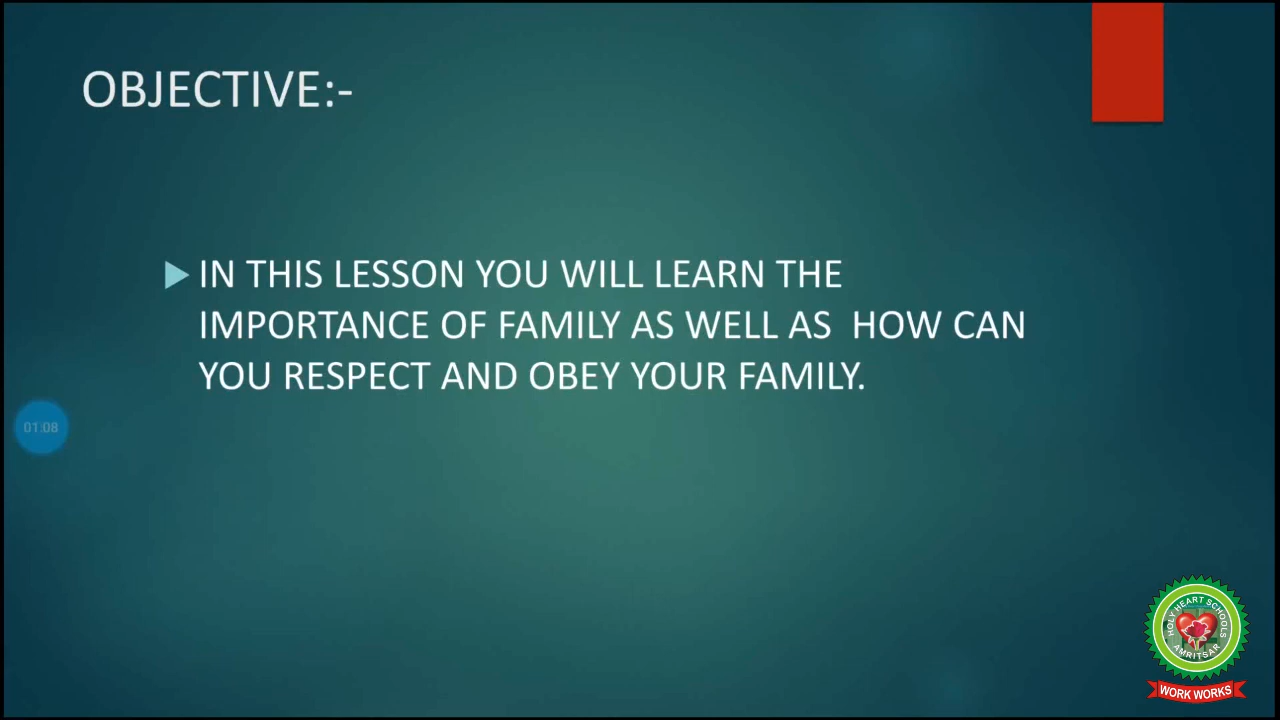 OBJECTIVE:-
IN THIS LESSON YOU WILL LEARN THE
IMPORTANCE OF FAMILY AS WELL AS  HOW CAN
YOU RESPECT AND OBEY YOUR FAMILY.
01:08
HOLY HEART SCHOOLS
AMRITSAR
WORK WORKS